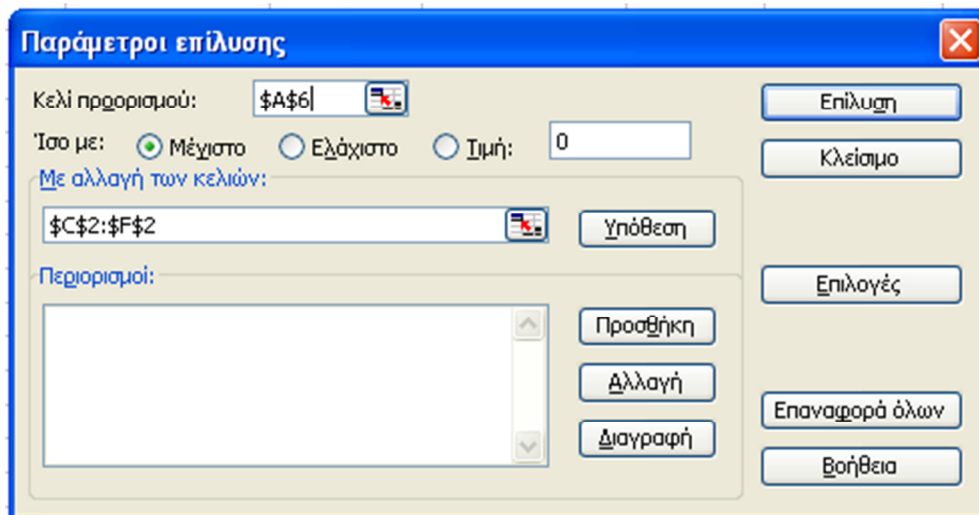 Παράμετροι επίλυσης
Κελί προορισμού: $A$6
Επίλυση
Ίσο με: Μέγιστο Ελάχιστο Τιμή: 0
Κλείσιμο
Με αλλαγή των κελιών:
$C$2:$F$2
Υπόθεση
Περιορισμοί:
Επιλογές
Προσθήκη
Αλλαγή
Επαναφορά όλων
Διαγραφή
Βοήθεια